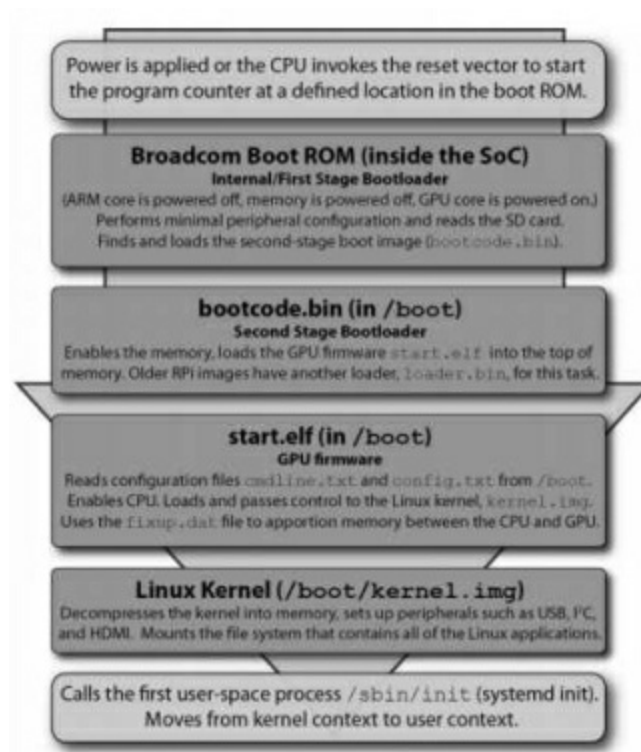 Power is applied or the CPU invokes the reset vector to start
the program counter at a defined location in the boot ROM.
Broadcom Boot ROM (inside the SoC)
Internal/First Stage Bootloader
(ARM core is powered off, memory is powered off, GPU core is powered on.)
Performs minimal peripheral configuration and reads the SD card.
Finds and loads the second-stage boot image (bootcode.bin).
bootcode.bin (in /boot)
Second Stage Bootloader
Enables the memory, loads the GPU firmware start.elf into the top of
memory. Older RPi images have another loader, loader.bin, for this task.
start.elf (in /boot)
GPU firmware
Reads configuration files cmdline.txt and config.txt from /boot.
Enables CPU. Loads and passes control to the Linux kernel, kernel.img.
Uses the fixup.dat file to apportion memory between the CPU and GPU.
Linux Kernel (/boot/kernel.img)
Decompresses the kernel into memory, sets up peripherals such as USB, I²C,
and HDMI. Mounts the file system that contains all of the Linux applications.
Calls the first user-space process /sbin/init (systemd init).
Moves from kernel context to user context.